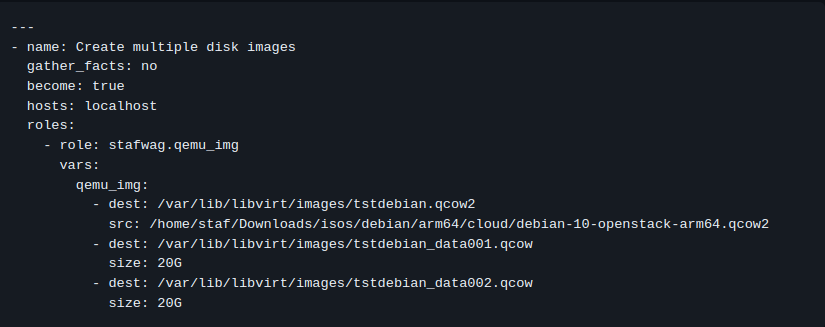 ---
- name: Create multiple disk images
  gather_facts: no
  become: true
  hosts: localhost
  roles:
    - role: stafwag.qemu_img
      vars:
        qemu_img:
          - dest: /var/lib/libvirt/images/tstdebian.qcow2
            src: /home/staf/Downloads/isos/debian/arm64/cloud/debian-10-openstack-arm64.qcow2
          - dest: /var/lib/libvirt/images/tstdebian_data001.qcow
            size: 20G
          - dest: /var/lib/libvirt/images/tstdebian_data002.qcow
            size: 20G